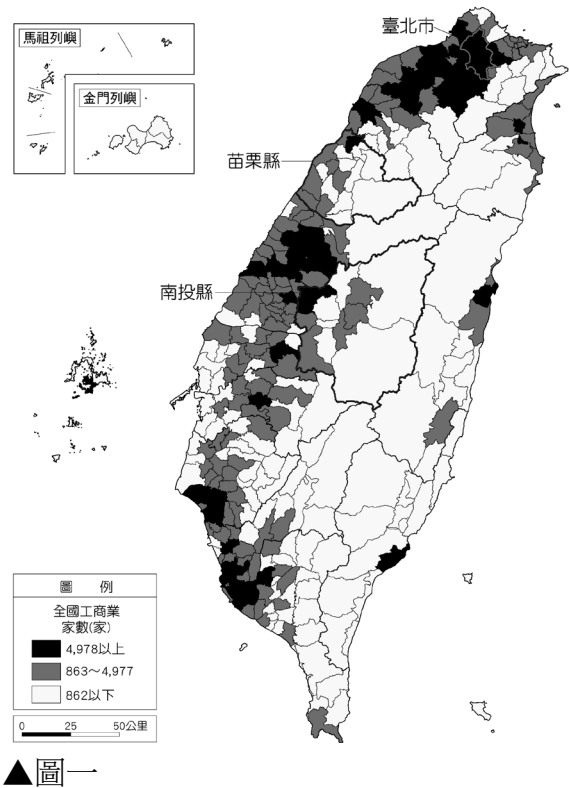 臺北市
馬祖列嶼
金門列嶼
苗栗縣
南投縣
圖 例
全國工商業
家數(家)
4,978以上
863～4,977
862以下
0 25 50公里
▲圖一